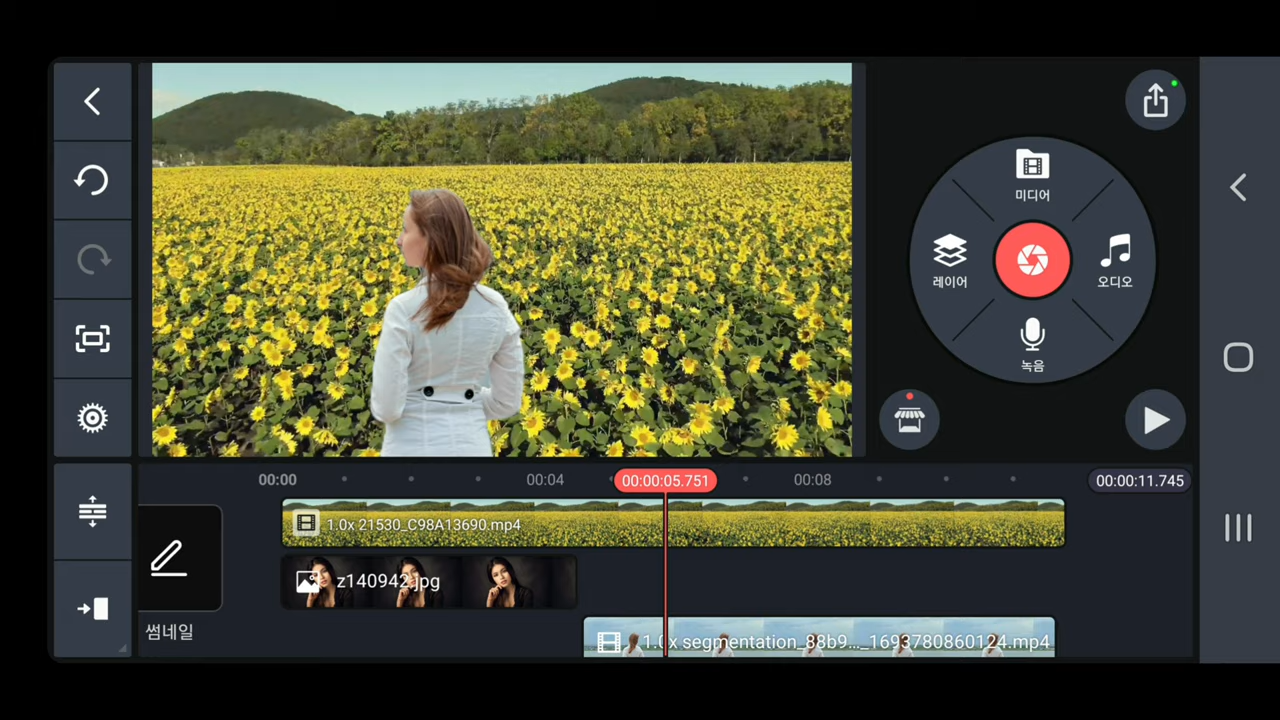 미디어
레이어
오디오
녹음
00:00
00:04
00:00:05.751
00:08
00:00:11.745
1.0x 21530_C98A13690.mp4
z140942.jpg
썸네일
1.0x segmentation_88b9..._1693780860124.mp4